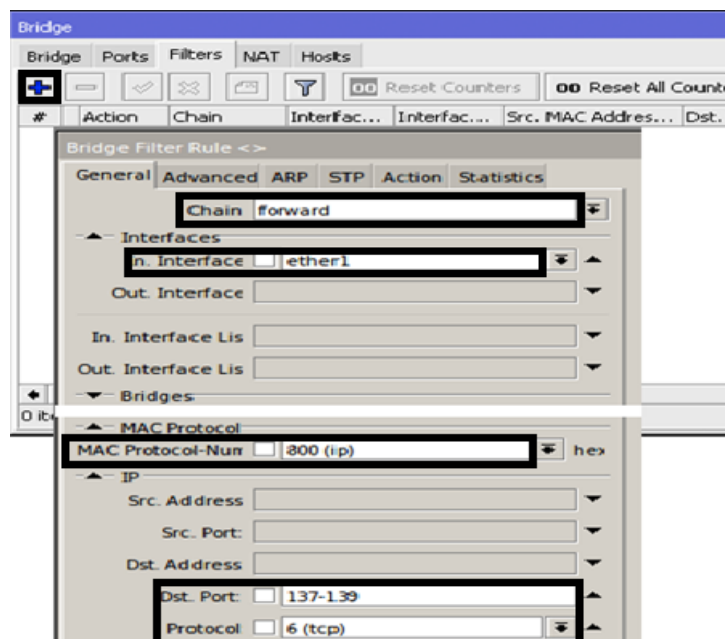 Bridge
Bridge Ports Filters NAT Hosts
00 Reset Counters 00 Reset All Counte
# Action Chain Interfac... Interfac... Src. MAC Addres... Dst.
Bridge Filter Rule <>
General Advanced ARP STP Action Statistics
Chain forward
Interfaces
In. Interface ether1
Out. Interface
In. Interface Lis
Out. Interface Lis
Bridges
0 ite
MAC Protocol
MAC Protocol-Num 800 (ip) hex
IP
Src. Address
Src. Port:
Dst. Address
Dst. Port: 137-139
Protocol 6 (tcp)